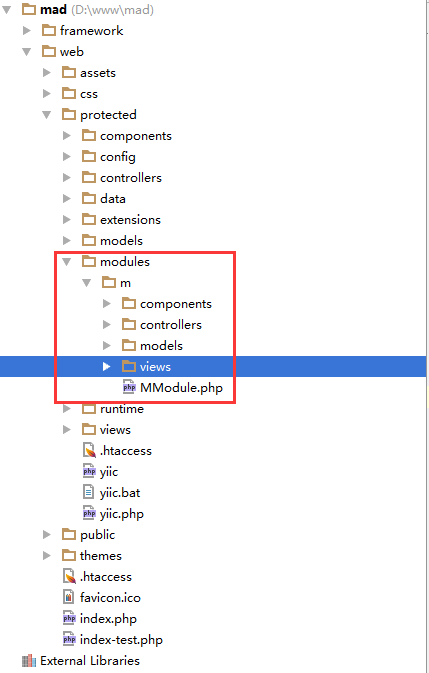 mad (D:\www\mad)
framework
web
assets
css
protected
components
config
controllers
data
extensions
models
modules
m
components
controllers
models
views
php MModule.php
runtime
views
.htaccess
php yiic
yiic.bat
php yiic.php
public
themes
.htaccess
favicon.ico
php index.php
php index-test.php
External Libraries